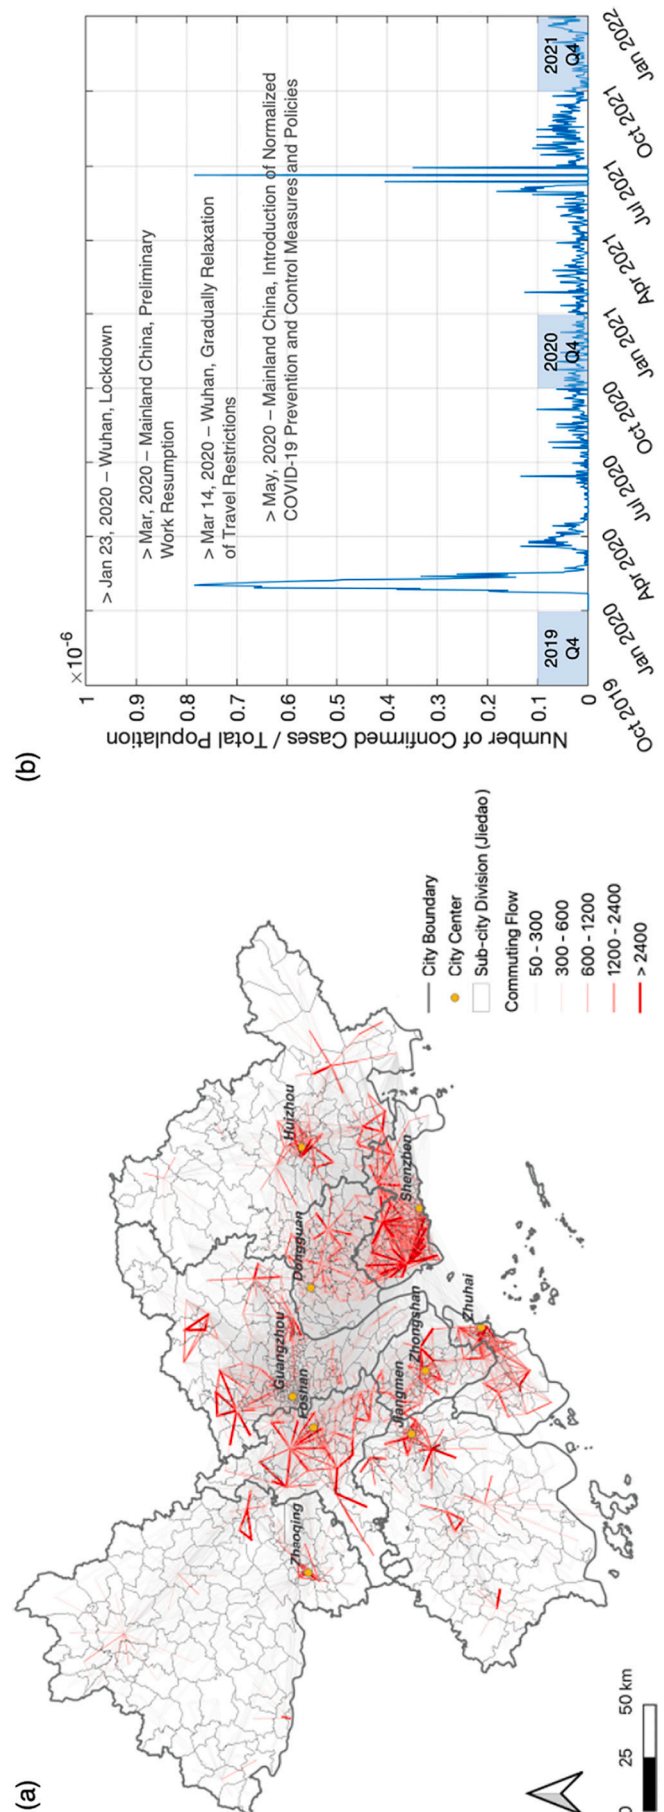 (a)
Zhaoqing
Guangzhou
Foshan
Dongguan
Huizhou
Jiangmen
Zhongshan
Shenzhen
Zhuhai
City Boundary
City Center
Sub-city Division (Jiedao)
Commuting Flow
50 - 300
300 - 600
600 - 1200
1200 - 2400
> 2400
0 25 50 km
(b)
×10-6
Number of Confirmed Cases / Total Population
1
0.9
0.8
0.7
0.6
0.5
0.4
0.3
0.2
0.1
0
> Jan 23, 2020 – Wuhan, Lockdown
> Mar, 2020 – Mainland China, Preliminary
Work Resumption
> Mar 14, 2020 – Wuhan, Gradually Relaxation
of Travel Restrictions
> May, 2020 – Mainland China, Introduction of Normalized
COVID-19 Prevention and Control Measures and Policies
2019
Q4
2020
Q4
2021
Q4
Oct 2019
Jan 2020
Apr 2020
Jul 2020
Oct 2020
Jan 2021
Apr 2021
Jul 2021
Oct 2021
Jan 2022